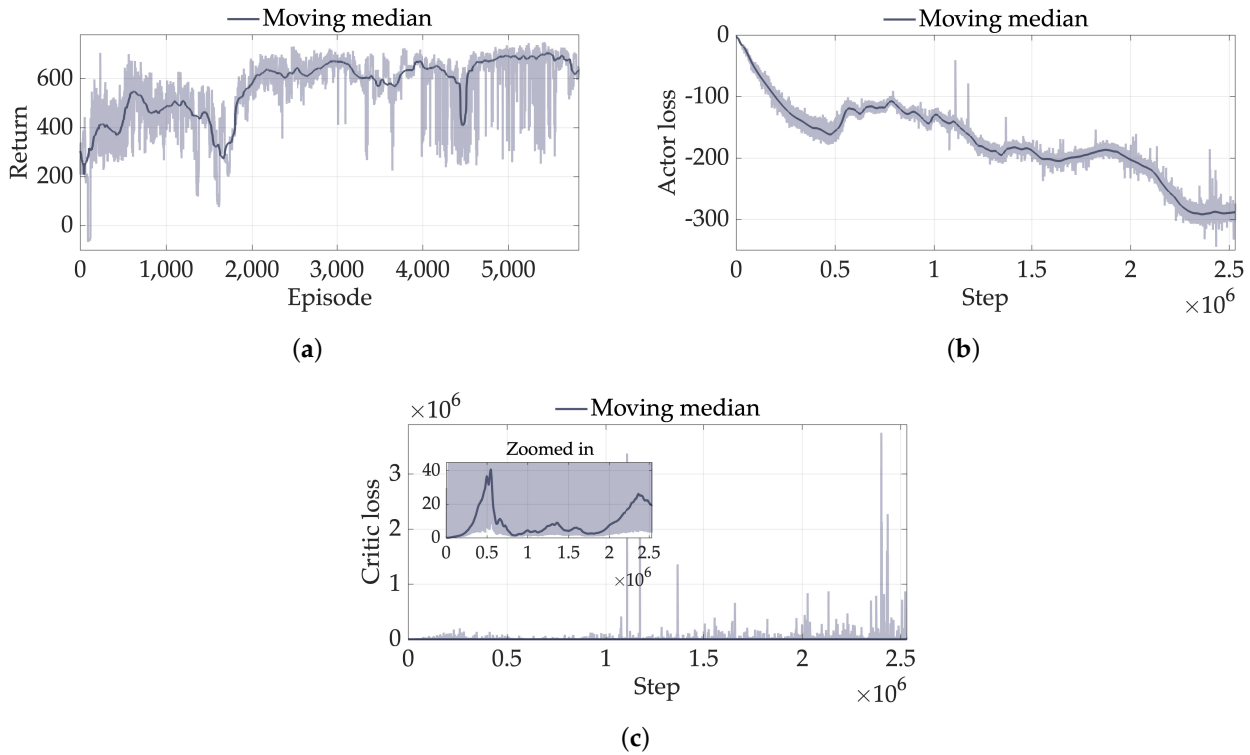 Moving median
Return
600
400
200
0
0 1,000 2,000 3,000 4,000 5,000
Episode
(a)
Moving median
Actor loss
0
-100
-200
-300
0 0.5 1 1.5 2 2.5
Step
×10⁶
(b)
×10⁶
Moving median
Critic loss
3
2
1
0
Zoomed in
40
20
0
0 0.5 1 1.5 2 2.5
×10⁶
0 0.5 1 1.5 2 2.5
Step
×10⁶
(c)